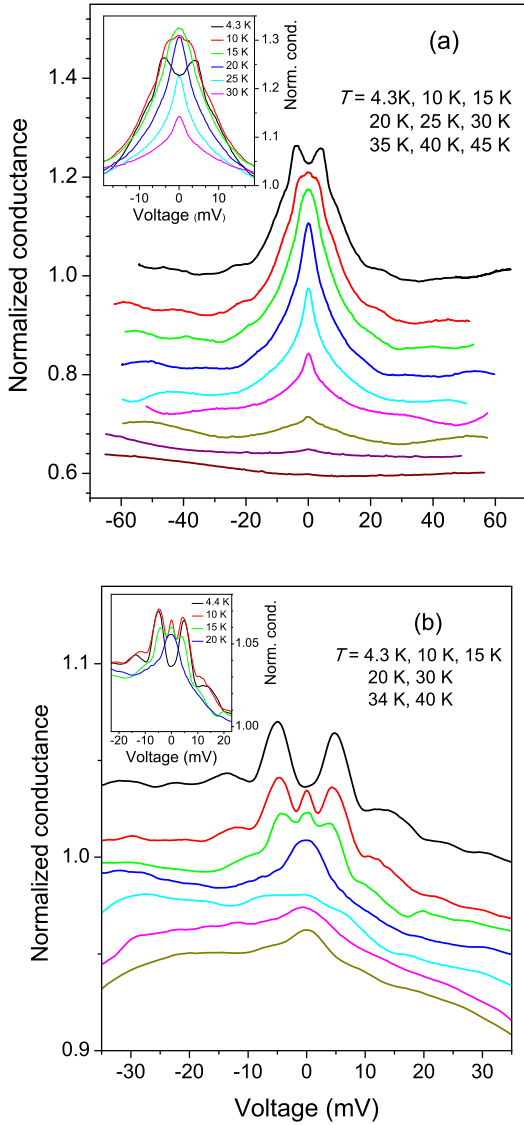 (a)
T = 4.3K, 10 K, 15 K
20 K, 25 K, 30 K
35 K, 40 K, 45 K
Normalized conductance
1.4
1.2
1.0
0.8
0.6
-60 -40 -20 0 20 40 60
4.3 K
10 K
15 K
20 K
25 K
30 K
Norm. cond.
1.3
1.2
1.1
1.0
-10 0 10
Voltage (mV)
(b)
T = 4.3 K, 10 K, 15 K
20 K, 30 K
34 K, 40 K
Normalized conductance
1.1
1.0
0.9
-30 -20 -10 0 10 20 30
Voltage (mV)
4.4 K
10 K
15 K
20 K
Norm. cond.
1.05
1.00
-20 -10 0 10 20
Voltage (mV)